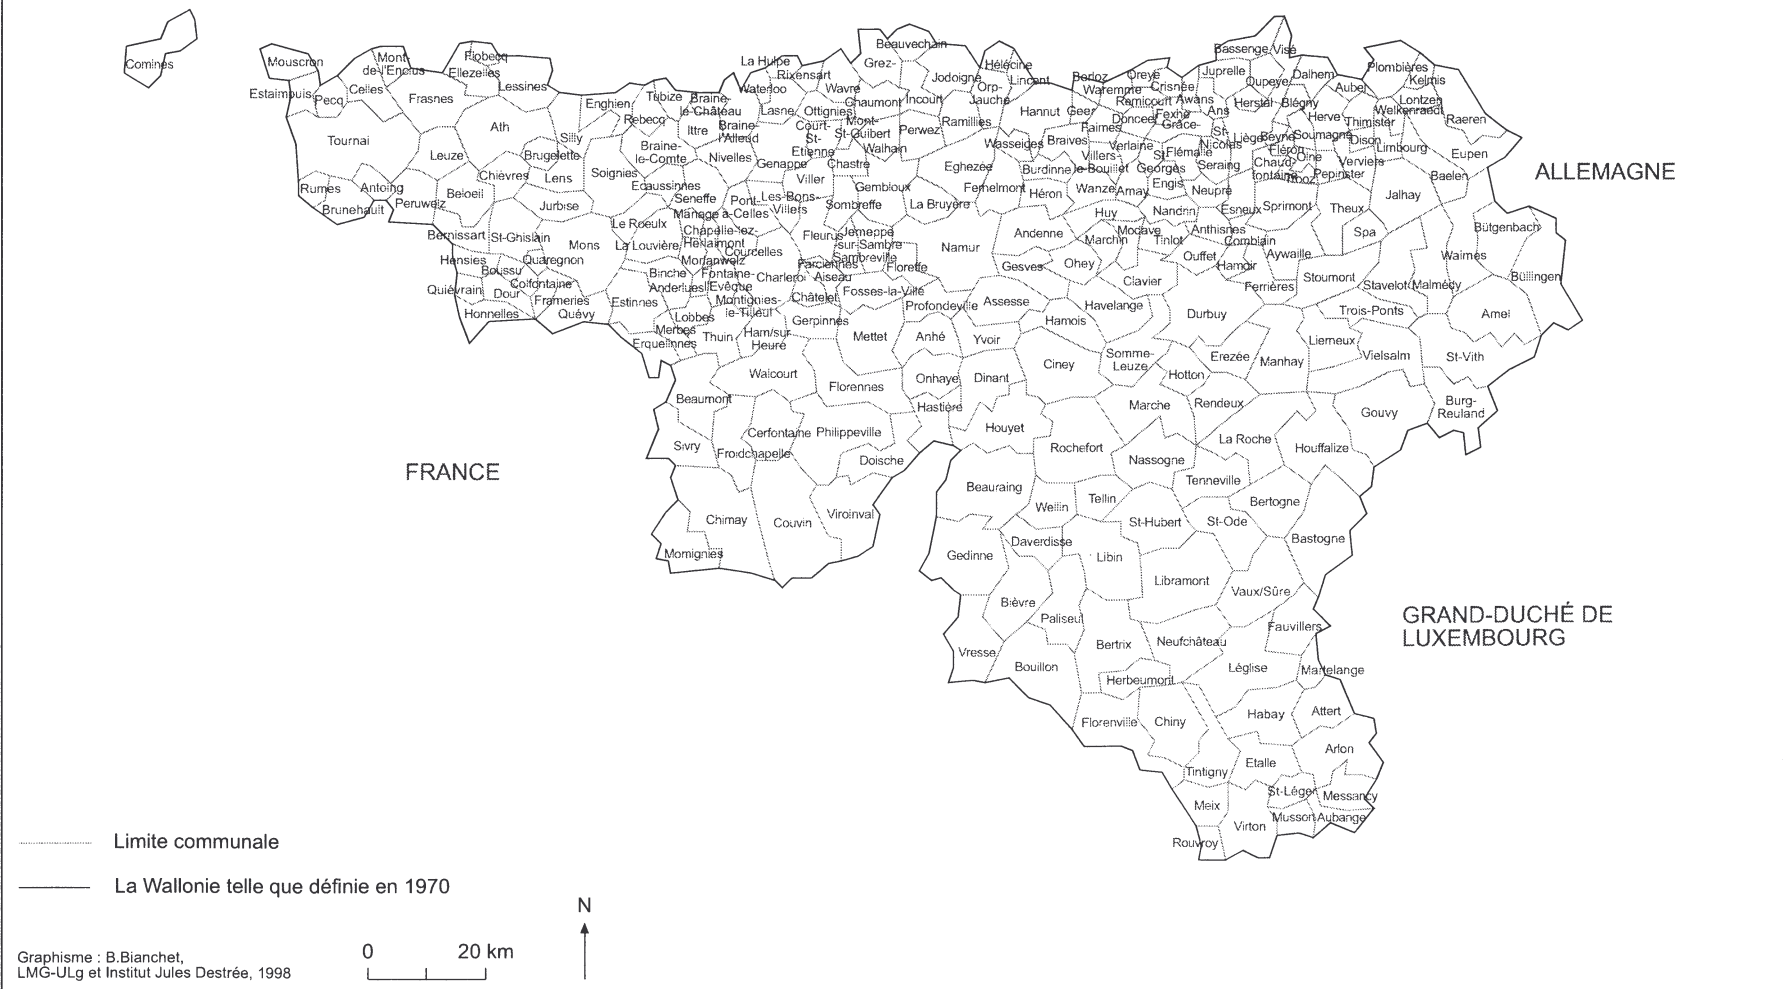 Comines
Mouscron
Mont-
de-l'Enclus
Flobecq
Ellezelles
Lessines
Estaimpuis
Pecq
Celles
Frasnes
Tournai
Ath
Silly
Enghien
Rebecq
Tubize
Braine-
le-Château
Ittre
Braine-
l'Alleud
Waterloo
La Hulpe
Rixensart
Lasne
Wavre
Ottignies
Grez-
Beauvechain
Jodoigne
Hélécine
Orp-
Jauche
Lincent
Chaumont
Incourt
Court-
St-
Etienne
Mont-
St-Guibert
Walhain
Perwez
Ramillies
Hannut
Geer
Berloz
Waremme
Oreye
Crisnée
Remicourt
Donceel
Fexhe
Awans
Grâce-
Faimes
Juprelle
Bassenge
Visé
Oupeye
Dalhem
Herstal
Blégny
Ans
St-
Nicolas
Liège
Beyne
Fléron
Soumagne
Herve
Aubel
Thimister
Plombières
Kelmis
Lontzen
Welkenraedt
Raeren
Eupen
Baelen
Limbourg
Dison
Verviers
Pepinster
Olne
Chaud-
fontaine
Trooz
Leuze
Brugelette
Chièvres
Lens
Beloeil
Jurbise
Soignies
Braine-
le-Comte
Ecaussinnes
Nivelles
Genappe
Chastre
Gembloux
Viller
Les-Bons-
Villers
Sombreffe
La Bruyère
Eghezée
Wasseiges
Braives
Burdinne
Villers-
le-Bouillet
Verlaine
St-
Georges
Flémalle
Seraing
Engis
Amay
Wanze
Héron
Fernelmont
Neupré
Nandrin
Huy
Esneux
Sprimont
Theux
Jalhay
Spa
Rumes
Antoing
Brunehault
Peruwelz
Bernissart
St-Ghislain
Mons
Le Rœulx
Seneffe
Manage
Pont-
à-Celles
La Louvière
Chapelle-lez-
Herlaimont
Courcelles
Morlanwelz
Fleurus
Jemeppe
sur-Sambre
Sambreville
Farciennes
Floreffe
Namur
Andenne
Gesves
Ohey
Marchin
Modave
Tinlot
Anthisnes
Comblain
Ouffet
Hamoir
Aywaille
Clavier
Ferrières
Stoumont
Stavelot
Malmédy
Waimes
Bütgenbach
Büllingen
Hensies
Quaregnon
Boussu
Colfontaine
Quiévrain
Dour
Frameries
Honnelles
Quévy
Estinnes
Binche
Anderlues
Fontaine-
l'Evêque
Charleroi
Aiseau
Châtelet
Montignies-
le-Tilleul
Lobbes
Merbes
Erquelinnes
Thuin
Ham/sur
Heure
Gerpinnes
Fosses-la-Ville
Profondeville
Assesse
Mettet
Anhé
Yvoir
Hamois
Havelange
Durbuy
Trois-Ponts
Lierneux
Vielsalm
Amel
St-Vith
Burg-
Reuland
Gouvy
Manhay
Erezée
Hotton
Somme-
Leuze
Ciney
Dinant
Onhaye
Hastière
Walcourt
Florennes
Beaumont
Cerfontaine
Philippeville
Sivry
Froidchapelle
Doische
Houyet
Rochefort
Marche
Rendeux
La Roche
Houffalize
Nassogne
Tenneville
Bertogne
Bastogne
St-Ode
St-Hubert
Tellin
Wellin
Beauraing
Chimay
Couvin
Viroinval
Momignies
Gedinne
Daverdisse
Libin
Libramont
Vaux/Sûre
Fauvillers
Bièvre
Paliseul
Bertrix
Neufchâteau
Léglise
Martelange
Vresse
Bouillon
Herbeumont
Florenville
Chiny
Habay
Attert
Arlon
Etalle
Tintigny
St-Léger
Messancy
Meix
Virton
Musson
Aubange
Rouvroy
ALLEMAGNE
FRANCE
GRAND-DUCHÉ DE
LUXEMBOURG
Limite communale
La Wallonie telle que définie en 1970
Graphisme : B.Bianchet,
LMG-ULg et Institut Jules Destrée, 1998
0 20 km
N